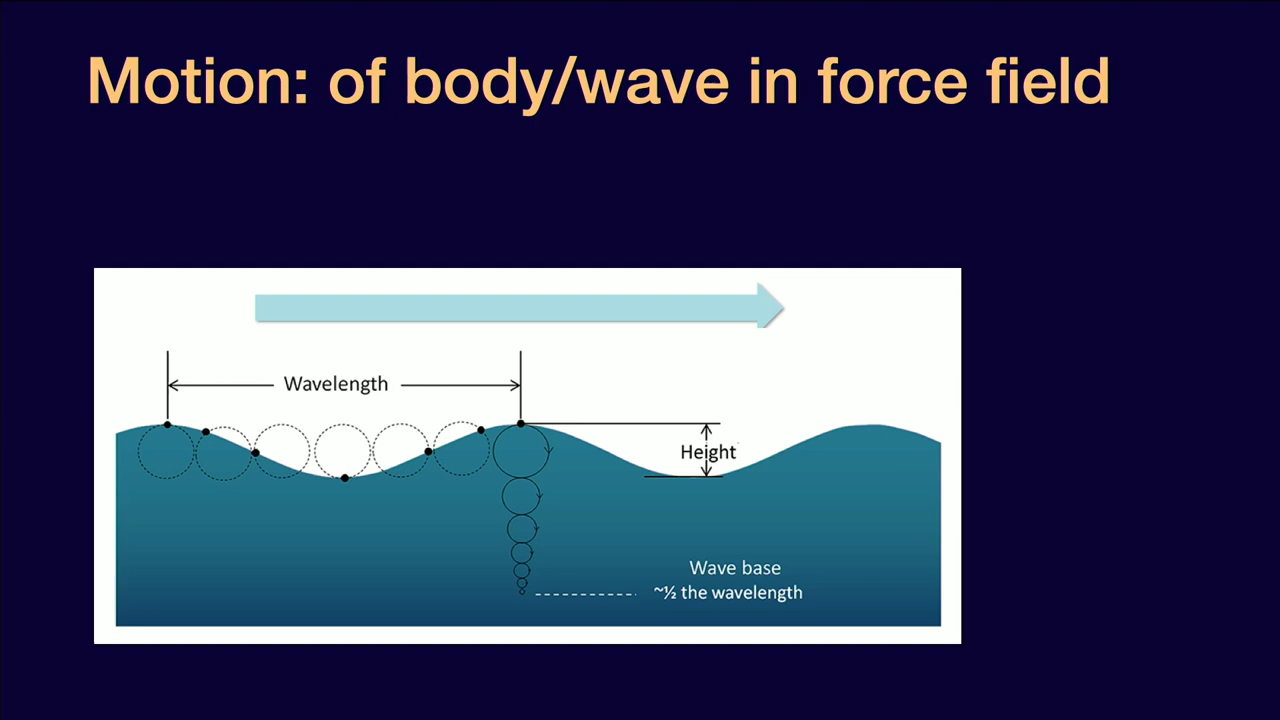 Motion: of body/wave in force field
Wavelength
Height
Wave base
~½ the wavelength